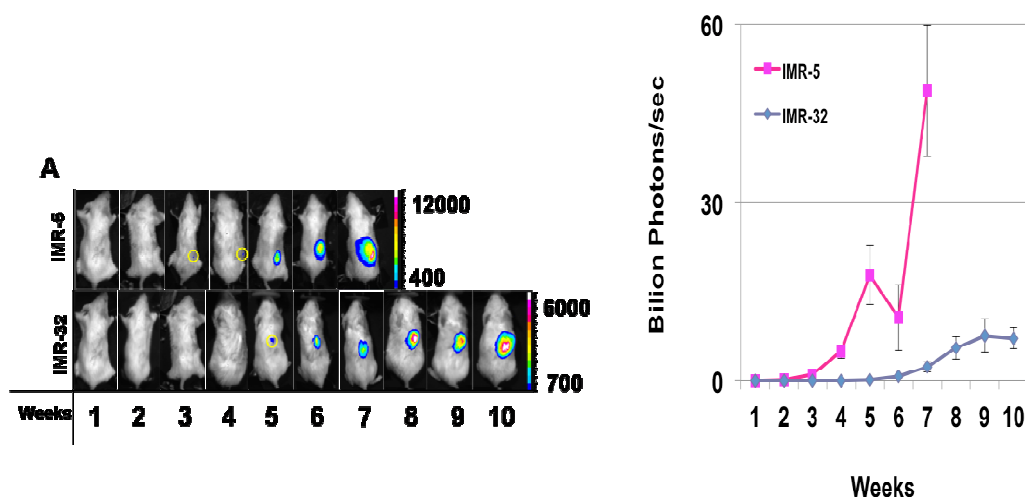 A
IMR-5
12000
400
IMR-32
6000
700
Weeks 1 2 3 4 5 6 7 8 9 10
Bilion Photons/sec
60
30
0
IMR-5
IMR-32
1 2 3 4 5 6 7 8 9 10
Weeks